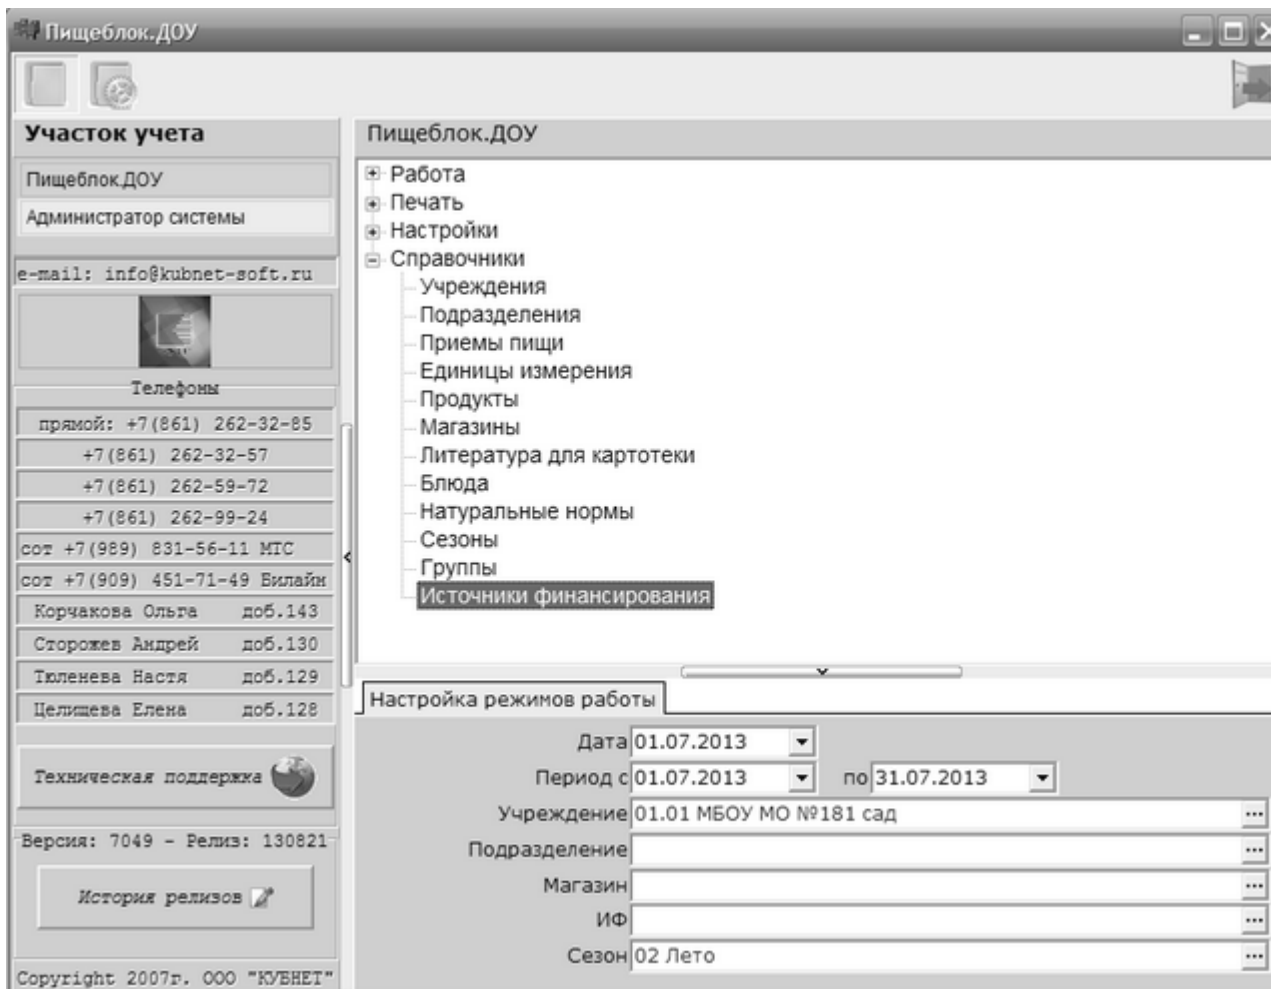 Пищеблок.ДОУ
Участок учета
Пищеблок.ДОУ
Администратор системы
e-mail: info@kubnet-soft.ru
Телефоны
прямой: +7(861) 262-32-85
+7(861) 262-32-57
+7(861) 262-59-72
+7(861) 262-99-24
сот +7(989) 831-56-11 МТС
сот +7(909) 451-71-49 Билайн
Корчакова Ольга доб.143
Сторожев Андрей доб.130
Тюленева Настя доб.129
Целищева Елена доб.128
Техническая поддержка
Версия: 7049 - Релиз: 130821
История релизов
Copyright 2007г. ООО "КУБНЕТ"
Пищеблок.ДОУ
Работа
Печать
Настройки
Справочники
Учреждения
Подразделения
Приемы пищи
Единицы измерения
Продукты
Магазины
Литература для картотеки
Блюда
Натуральные нормы
Сезоны
Группы
Источники финансирования
Настройка режимов работы
Дата 01.07.2013
Период с 01.07.2013 по 31.07.2013
Учреждение 01.01 МБОУ МО №181 сад ...
Подразделение ...
Магазин ...
ИФ ...
Сезон 02 Лето ...